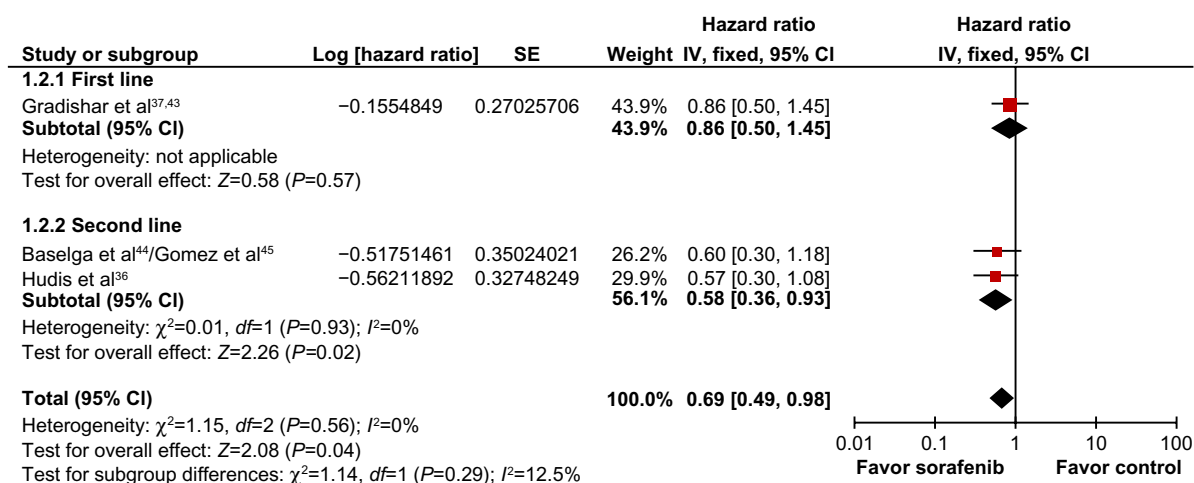 Hazard ratio Hazard ratio
Study or subgroup Log [hazard ratio] SE Weight IV, fixed, 95% CI IV, fixed, 95% CI
1.2.1 First line
Gradishar et al37,43 −0.1554849 0.27025706 43.9% 0.86 [0.50, 1.45]
Subtotal (95% CI) 43.9% 0.86 [0.50, 1.45]
Heterogeneity: not applicable
Test for overall effect: Z=0.58 (P=0.57)
1.2.2 Second line
Baselga et al44/Gomez et al45 −0.51751461 0.35024021 26.2% 0.60 [0.30, 1.18]
Hudis et al36 −0.56211892 0.32748249 29.9% 0.57 [0.30, 1.08]
Subtotal (95% CI) 56.1% 0.58 [0.36, 0.93]
Heterogeneity: χ2=0.01, df=1 (P=0.93); I2=0%
Test for overall effect: Z=2.26 (P=0.02)
Total (95% CI) 100.0% 0.69 [0.49, 0.98]
Heterogeneity: χ2=1.15, df=2 (P=0.56); I2=0%
Test for overall effect: Z=2.08 (P=0.04)
Test for subgroup differences: χ2=1.14, df=1 (P=0.29); I2=12.5%
0.01 0.1 1 10 100
Favor sorafenib Favor control